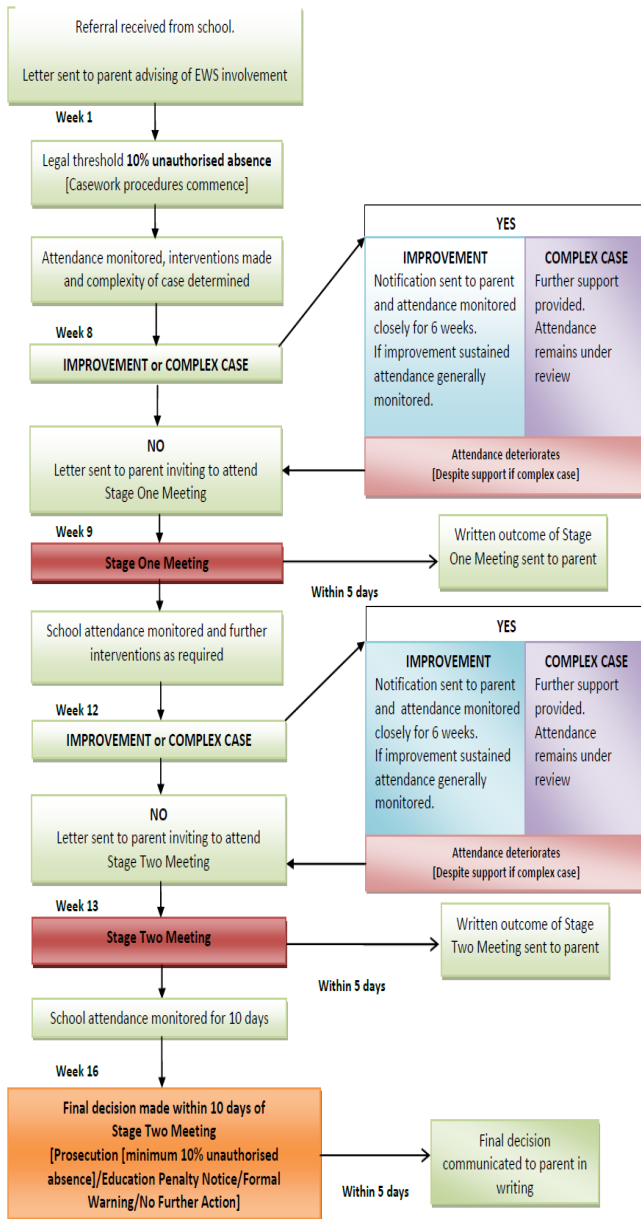 Referral received from school.
Letter sent to parent advising of EWS involvement
Week 1
Legal threshold 10% unauthorised absence
[Casework procedures commence]
Attendance monitored, interventions made
and complexity of case determined
Week 8
IMPROVEMENT or COMPLEX CASE
YES
IMPROVEMENT
Notification sent to parent
and attendance monitored
closely for 6 weeks.
If improvement sustained
attendance generally
monitored.
COMPLEX CASE
Further support
provided.
Attendance
remains under
review
Attendance deteriorates
[Despite support if complex case]
NO
Letter sent to parent inviting to attend
Stage One Meeting
Week 9
Stage One Meeting
Within 5 days
Written outcome of Stage
One Meeting sent to parent
School attendance monitored and further
interventions as required
Week 12
IMPROVEMENT or COMPLEX CASE
YES
IMPROVEMENT
Notification sent to parent
and attendance monitored
closely for 6 weeks.
If improvement sustained
attendance generally
monitored.
COMPLEX CASE
Further support
provided.
Attendance
remains under
review
Attendance deteriorates
[Despite support if complex case]
NO
Letter sent to parent inviting to attend
Stage Two Meeting
Week 13
Stage Two Meeting
Within 5 days
Written outcome of Stage
Two Meeting sent to parent
School attendance monitored for 10 days
Week 16
Final decision made within 10 days of
Stage Two Meeting
[Prosecution [minimum 10% unauthorised
absence]/Education Penalty Notice/Formal
Warning/No Further Action]
Within 5 days
Final decision
communicated to parent in
writing